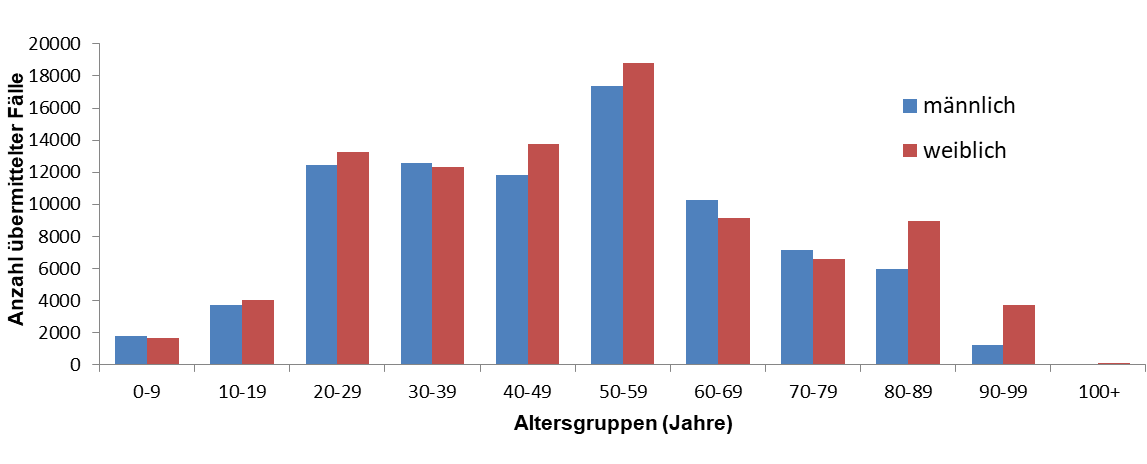 20000
18000
16000
14000
12000
10000
8000
6000
4000
2000
0
Anzahl übermittelter Fälle
männlich
weiblich
0-9 10-19 20-29 30-39 40-49 50-59 60-69 70-79 80-89 90-99 100+
Altersgruppen (Jahre)